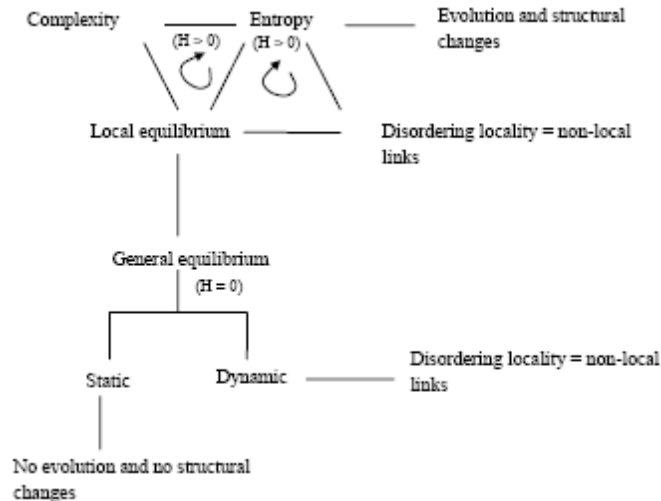 Complexity
Entropy
Evolution and structural
changes
(H > 0)
(H > 0)
Local equilibrium
Disordering locality = non-local
links
General equilibrium
(H = 0)
Static
Dynamic
Disordering locality = non-local
links
No evolution and no structural
changes